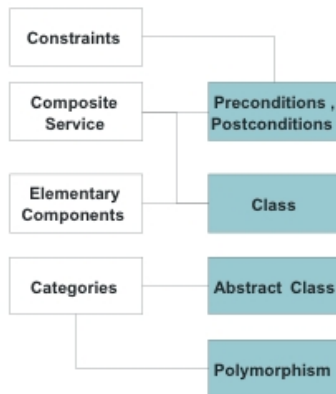 Constraints
Composite
Service
Preconditions ,
Postconditions
Elementary
Components
Class
Categories
Abstract Class
Polymorphism